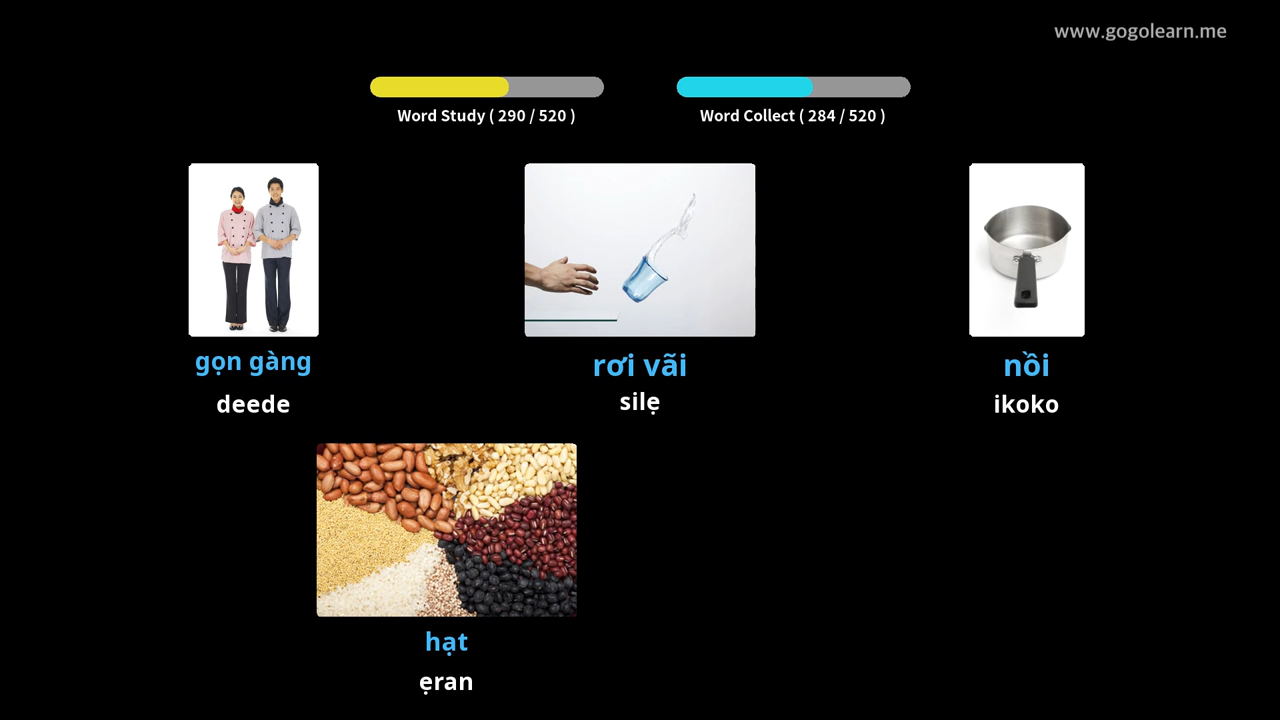 www.gogolearn.me
Word Study ( 290 / 520 )
Word Collect ( 284 / 520 )
gọn gàng
rơi vãi
nồi
deede
silẹ
ikoko
hạt
ẹran